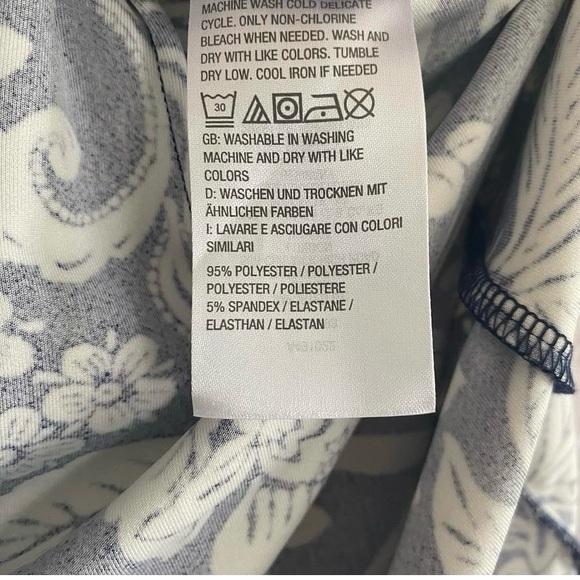 MACHINE WASH COLD DELICATE
CYCLE. ONLY NON-CHLORINE
BLEACH WHEN NEEDED. WASH AND
DRY WITH LIKE COLORS. TUMBLE
DRY LOW. COOL IRON IF NEEDED
30
GB: WASHABLE IN WASHING
MACHINE AND DRY WITH LIKE
COLORS
D: WASCHEN UND TROCKNEN MIT
ÄHNLICHEN FARBEN
I: LAVARE E ASCIUGARE CON COLORI
SIMILARI
95% POLYESTER / POLYESTER /
POLYESTER / POLIESTERE
5% SPANDEX / ELASTANE /
ELASTHAN / ELASTAN